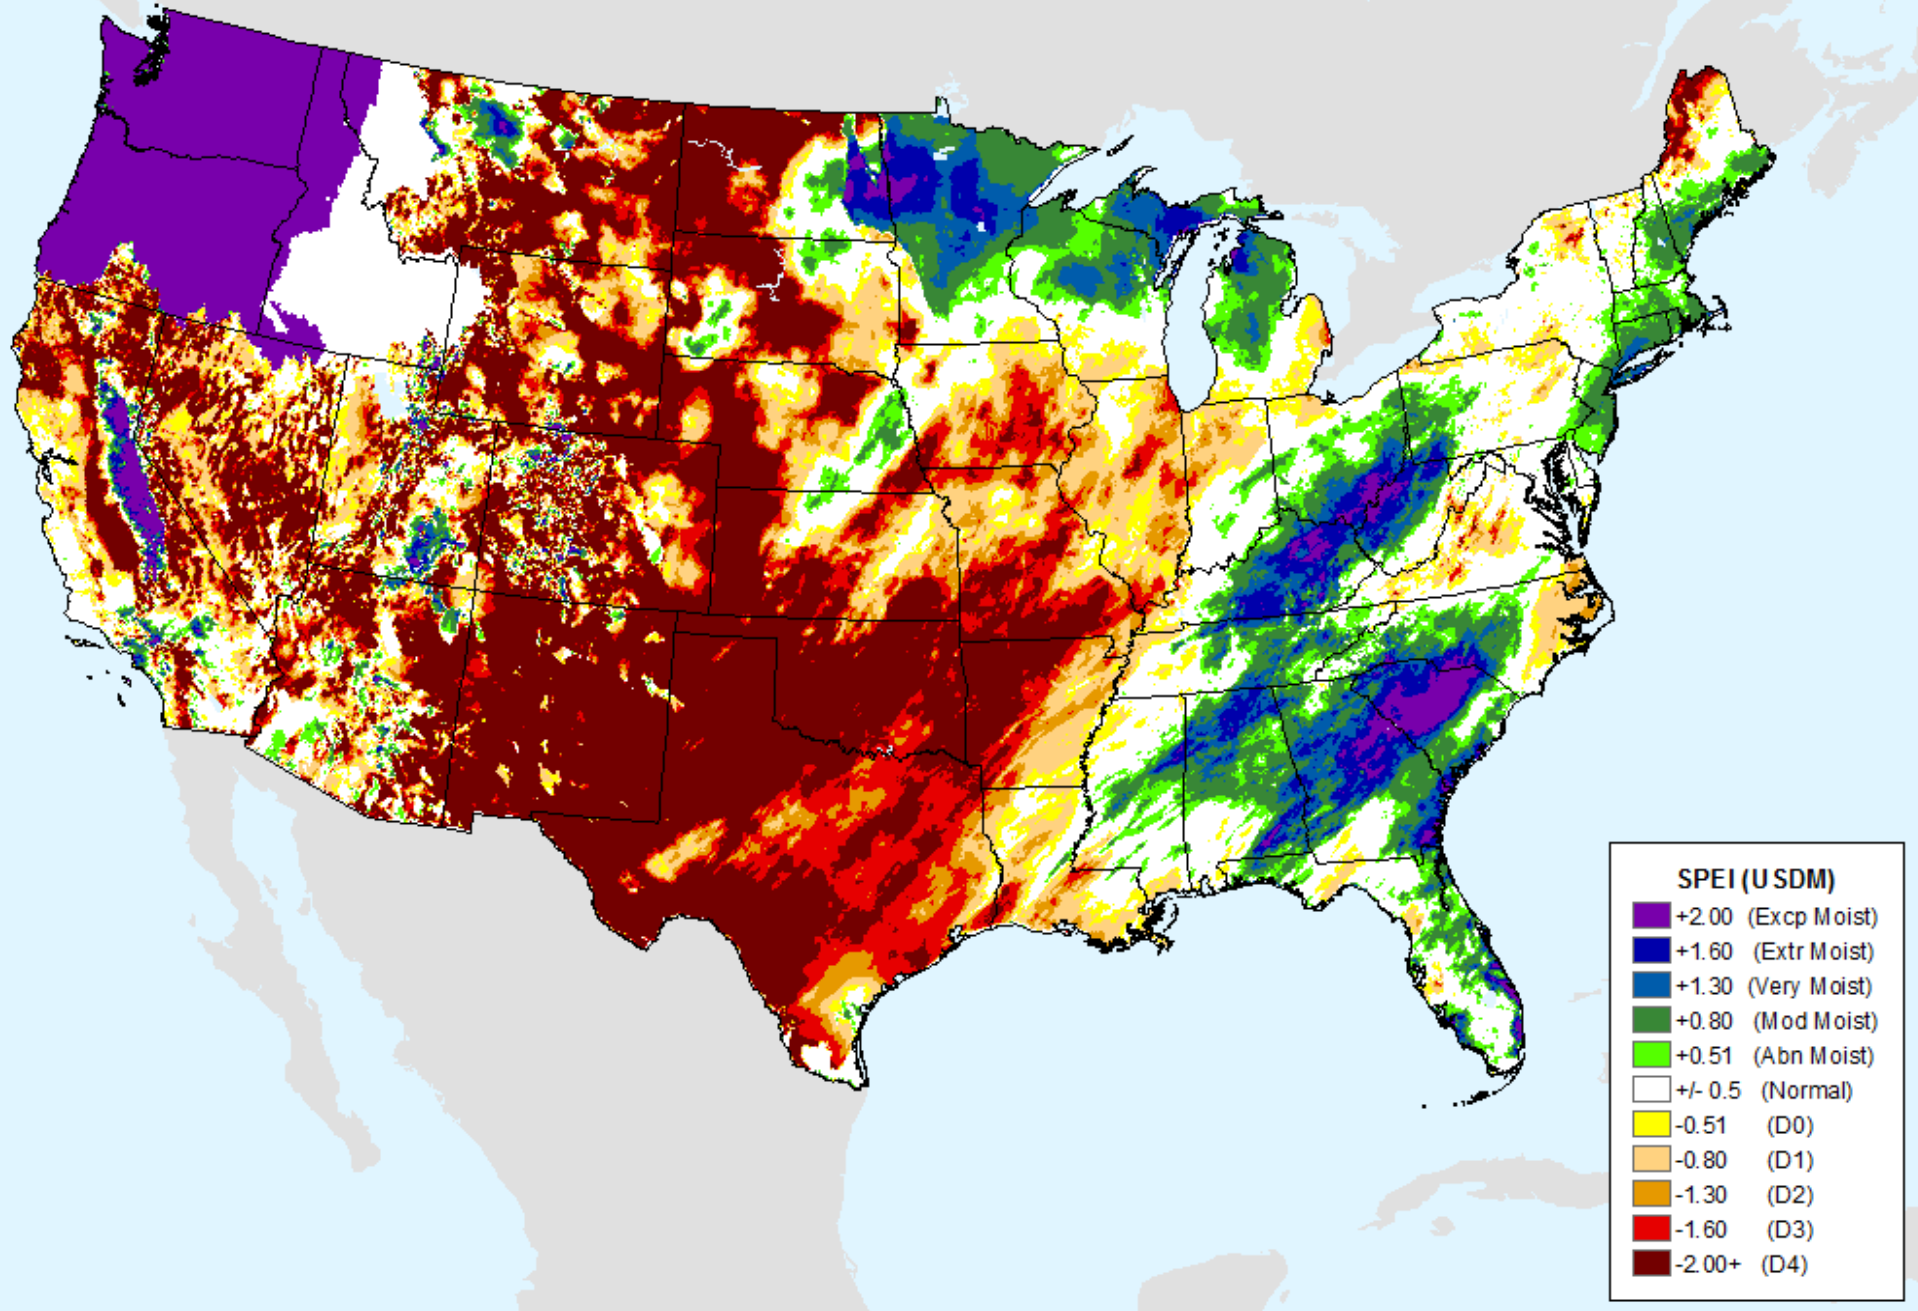 SPEI (USDM)
+2.00 (Excp Moist)
+1.60 (Extr Moist)
+1.30 (Very Moist)
+0.80 (Mod Moist)
+0.51 (Abn Moist)
+/- 0.5 (Normal)
-0.51 (D0)
-0.80 (D1)
-1.30 (D2)
-1.60 (D3)
-2.00+ (D4)